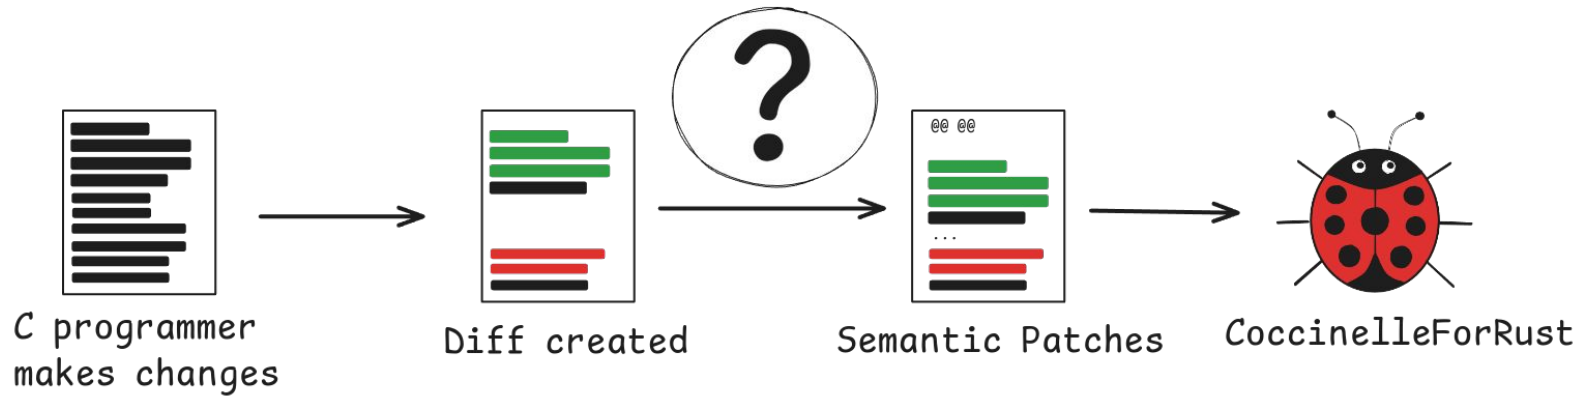 ?
@@ @@
...
C programmer
makes changes
Diff created
Semantic Patches
CoccinelleForRust